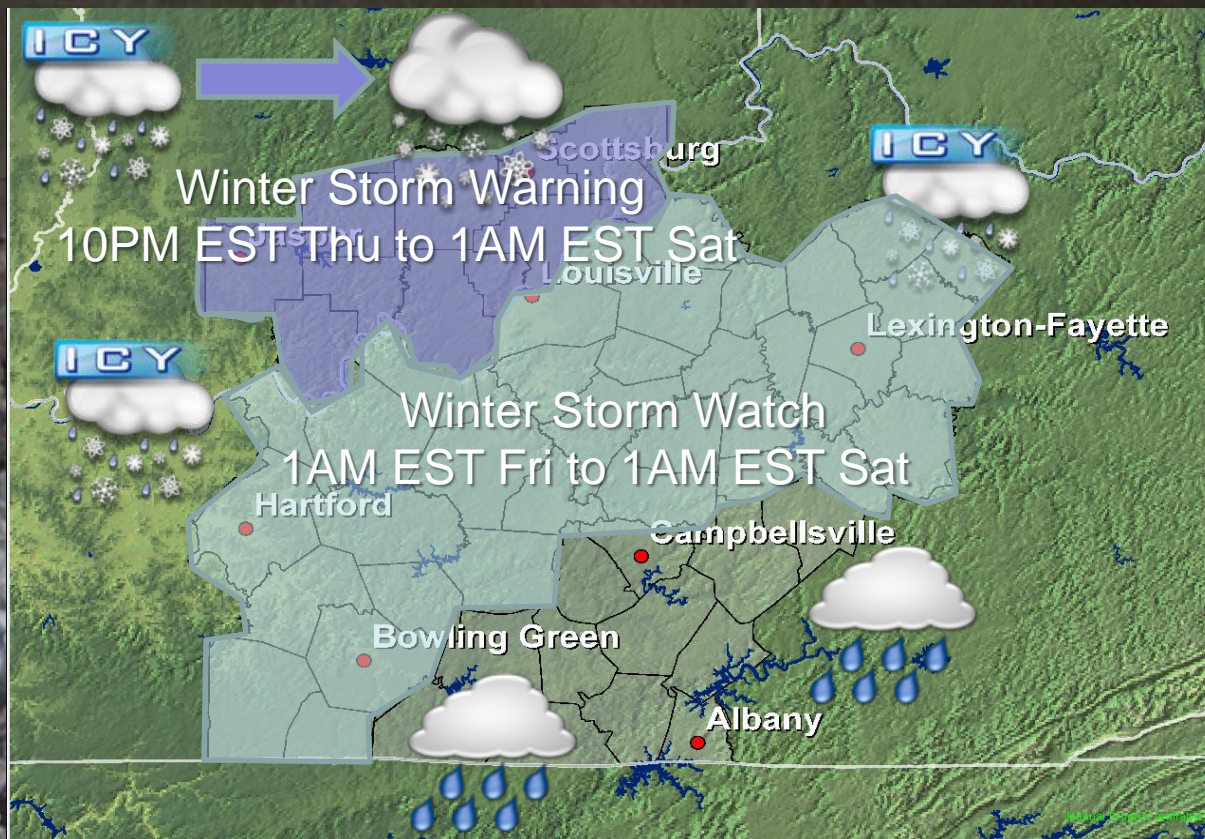 ICY
Scottsburg
ICY
Winter Storm Warning
10PM EST Thu to 1AM EST Sat
Jasper
Louisville
Lexington-Fayette
ICY
Winter Storm Watch
1AM EST Fri to 1AM EST Sat
Hartford
Campbellsville
Bowling Green
Albany